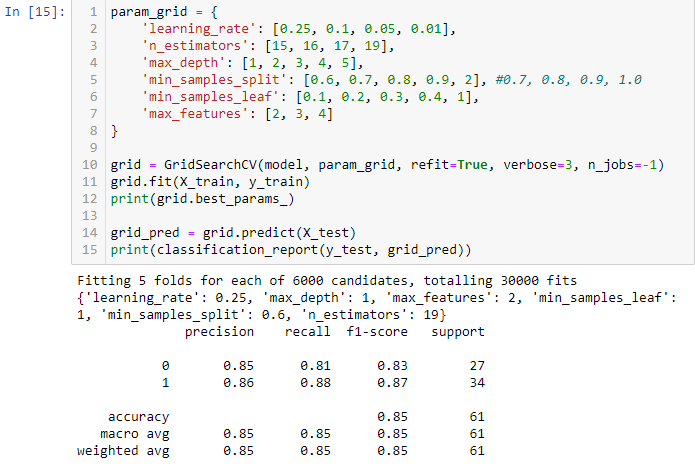 In [15]:
1 param_grid = {
2     'learning_rate': [0.25, 0.1, 0.05, 0.01],
3     'n_estimators': [15, 16, 17, 19],
4     'max_depth': [1, 2, 3, 4, 5],
5     'min_samples_split': [0.6, 0.7, 0.8, 0.9, 2], #0.7, 0.8, 0.9, 1.0
6     'min_samples_leaf': [0.1, 0.2, 0.3, 0.4, 1],
7     'max_features': [2, 3, 4]
8 }
9
10 grid = GridSearchCV(model, param_grid, refit=True, verbose=3, n_jobs=-1)
11 grid.fit(X_train, y_train)
12 print(grid.best_params_)
13
14 grid_pred = grid.predict(X_test)
15 print(classification_report(y_test, grid_pred))
Fitting 5 folds for each of 6000 candidates, totalling 30000 fits
{'learning_rate': 0.25, 'max_depth': 1, 'max_features': 2, 'min_samples_leaf':
1, 'min_samples_split': 0.6, 'n_estimators': 19}
              precision    recall  f1-score   support

           0       0.85      0.81      0.83        27
           1       0.86      0.88      0.87        34

    accuracy                           0.85        61
   macro avg       0.85      0.85      0.85        61
weighted avg       0.85      0.85      0.85        61